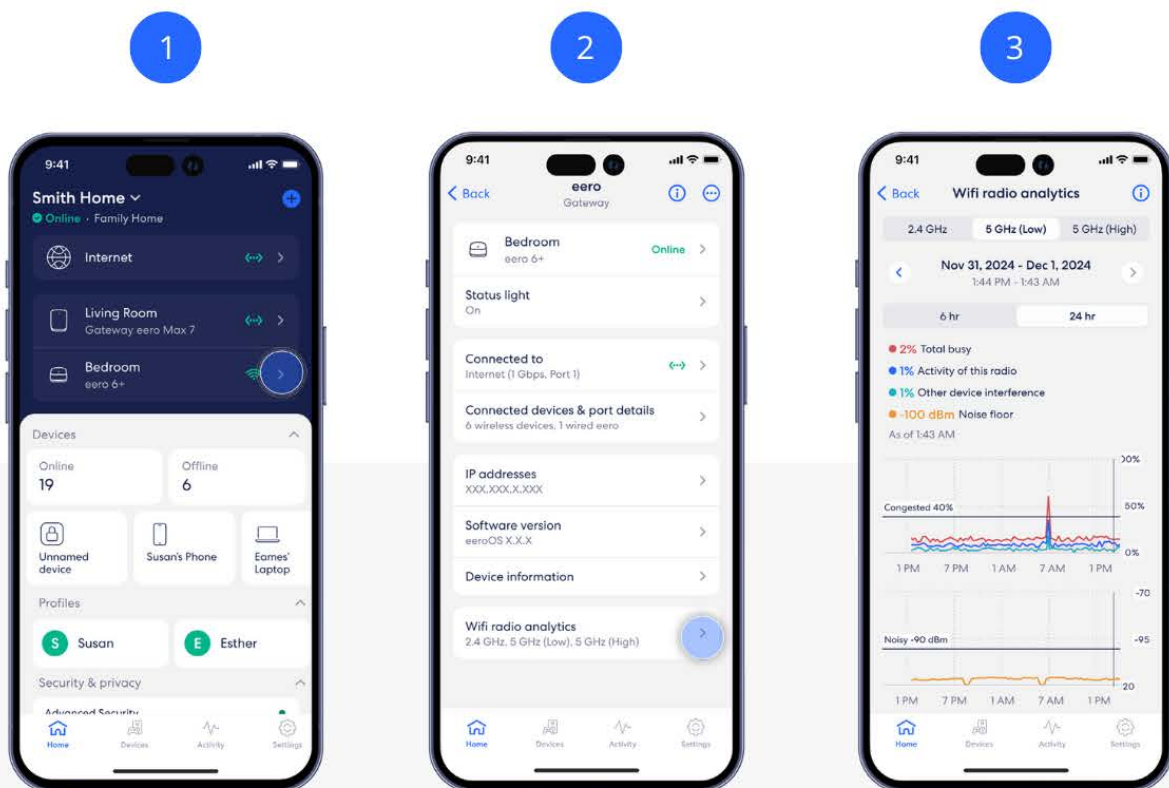 1
9:41
Smith Home
Online · Family Home
Internet
Living Room
Gateway eero Max 7
Bedroom
eero 6+
Devices
Online
19
Offline
6
Unnamed
device
Susan's Phone
Eames'
Laptop
Profiles
S Susan
E Esther
Security & privacy
Advanced Security
Home Devices Activity Settings
2
9:41
Back
eero
Gateway
Bedroom
eero 6+
Online
Status light
On
Connected to
Internet (1 Gbps, Port 1)
Connected devices & port details
6 wireless devices, 1 wired eero
IP addresses
XXX.XXX.X.XXX
Software version
eeroOS X.X.X
Device information
Wifi radio analytics
2.4 GHz, 5 GHz (Low), 5 GHz (High)
Home Devices Activity Settings
3
9:41
Back Wifi radio analytics
2.4 GHz 5 GHz (Low) 5 GHz (High)
Nov 31, 2024 - Dec 1, 2024
1:44 PM - 1:43 AM
6 hr 24 hr
2% Total busy
1% Activity of this radio
1% Other device interference
-100 dBm Noise floor
As of 1:43 AM
00%
Congested 40% 50%
0%
1 PM 7 PM 1 AM 7 AM 1 PM
-70
Noisy -90 dBm -95
20
1 PM 7 PM 1 AM 7 AM 1 PM
Home Devices Activity Settings